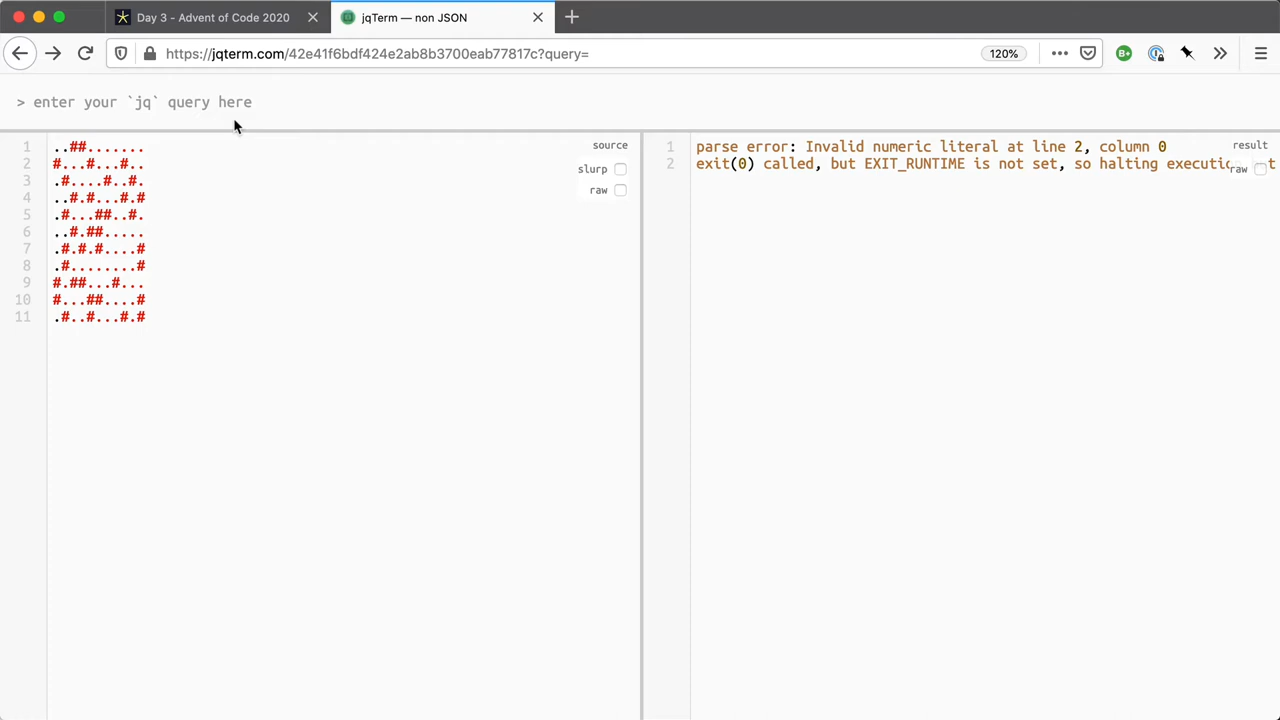 Day 3 - Advent of Code 2020
jqTerm — non JSON
https://jqterm.com/42e41f6bdf424e2ab8b3700eab77817c?query=
120%
B+
> enter your `jq` query here
source
slurp
raw
1 ..##.......
2 #...#...#..
3 .#....#..#.
4 ..#.#...#.#
5 .#...##..#.
6 ..#.##.....
7 .#.#.#....#
8 .#........#
9 #.##...#...
10 #...##....#
11 .#..#...#.#
result
raw
1 parse error: Invalid numeric literal at line 2, column 0
2 exit(0) called, but EXIT_RUNTIME is not set, so halting